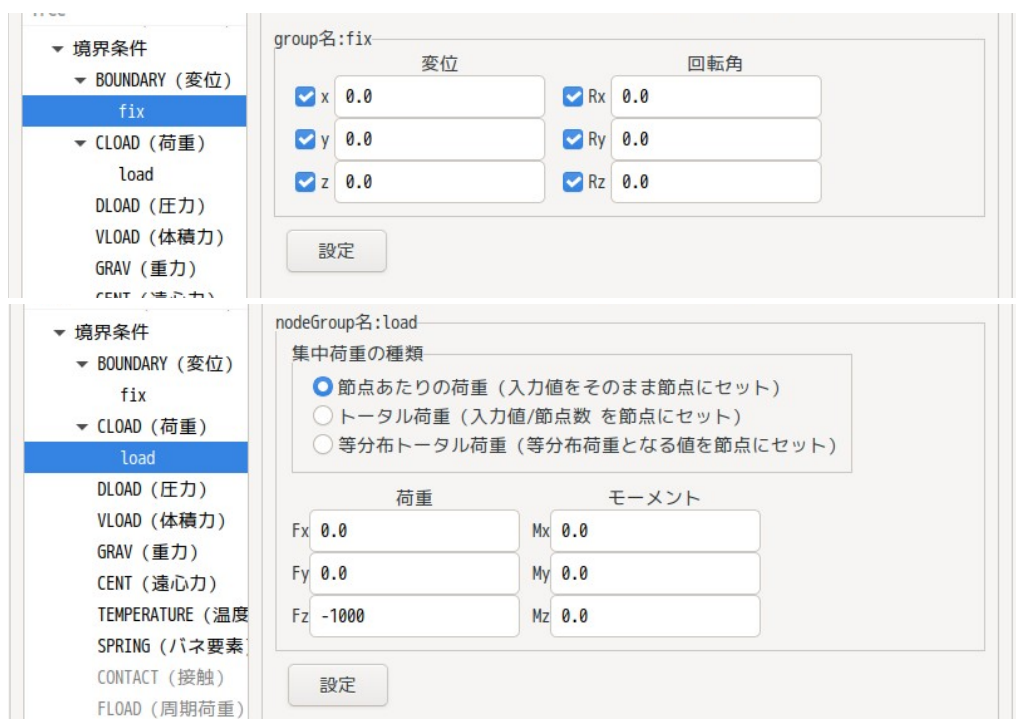 境界条件
BOUNDARY (変位)
fix
CLOAD (荷重)
load
DLOAD (圧力)
VLOAD (体積力)
GRAV (重力)
CENT (遠心力)
group名:fix
変位 回転角
x 0.0 Rx 0.0
y 0.0 Ry 0.0
z 0.0 Rz 0.0
設定
境界条件
BOUNDARY (変位)
fix
CLOAD (荷重)
load
DLOAD (圧力)
VLOAD (体積力)
GRAV (重力)
CENT (遠心力)
TEMPERATURE (温度
SPRING (バネ要素)
CONTACT (接触)
FLOAD (周期荷重)
nodeGroup名:load
集中荷重の種類
節点あたりの荷重 (入力値をそのまま節点にセット)
トータル荷重 (入力値/節点数 を節点にセット)
等分布トータル荷重 (等分布荷重となる値を節点にセット)
荷重 モーメント
Fx 0.0 Mx 0.0
Fy 0.0 My 0.0
Fz -1000 Mz 0.0
設定